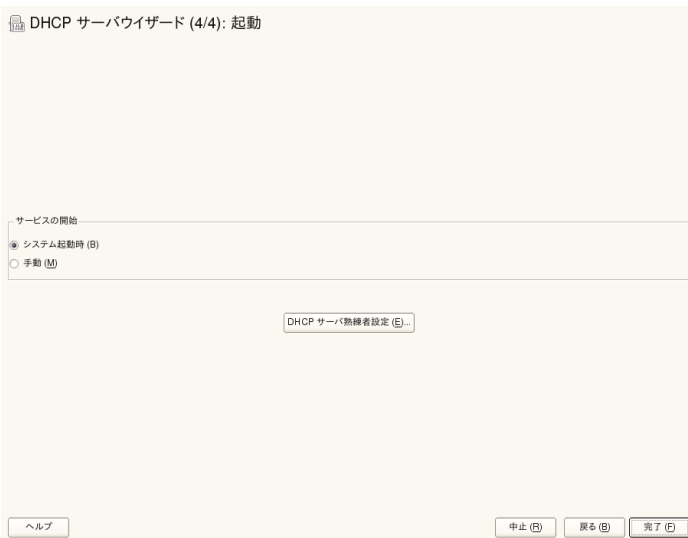 DHCP サーバウイザード (4/4): 起動
サービスの開始
システム起動時 (B)
手動 (M)
DHCP サーバ熟練者設定 (E)...
ヘルプ
中止 (R)
戻る (B)
完了 (F)